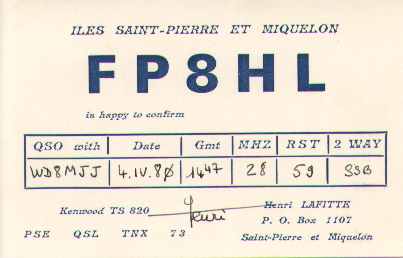 ILES SAINT-PIERRE ET MIQUELON
FP8HL
is happy to confirm
QSO with Date Gmt MHZ RST 2 WAY
WD8MJJ 4.IV.80 1447 28 59 SSB
Kenwood TS 820 Henri Henri LAFITTE
P. O. Box 1107
PSE QSL TNX 73 Saint-Pierre et Miquelon